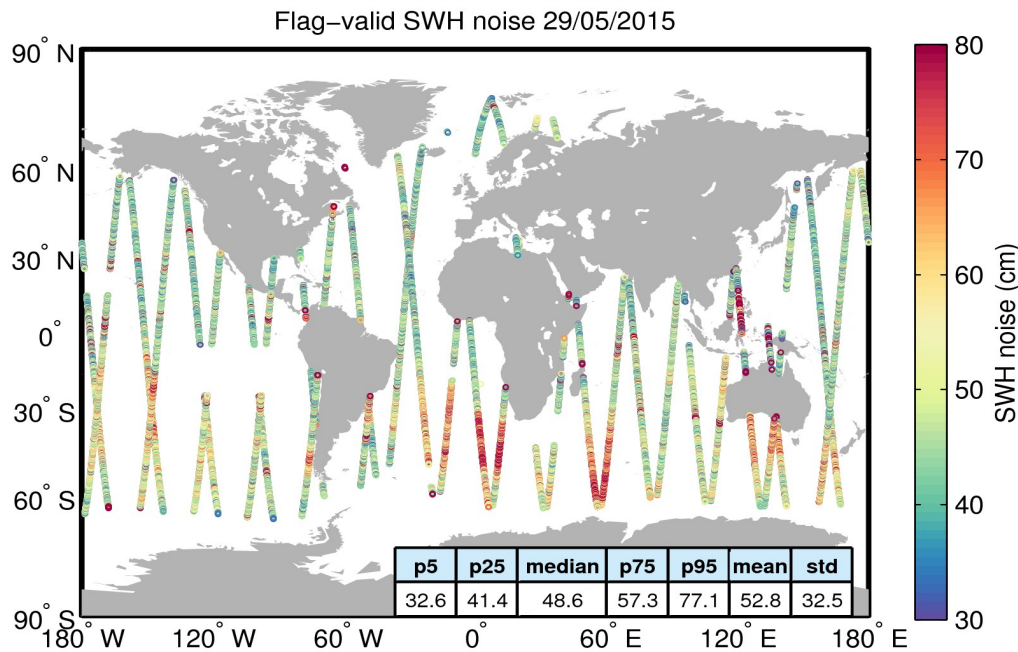 Flag−valid SWH noise 29/05/2015
90° N
60° N
30° N
0°
30° S
60° S
90° S
180° W
120° W
60° W
0°
60° E
120° E
180° E
80
70
60
50
40
30
SWH noise (cm)
p5 p25 median p75 p95 mean std
32.6 41.4 48.6 57.3 77.1 52.8 32.5